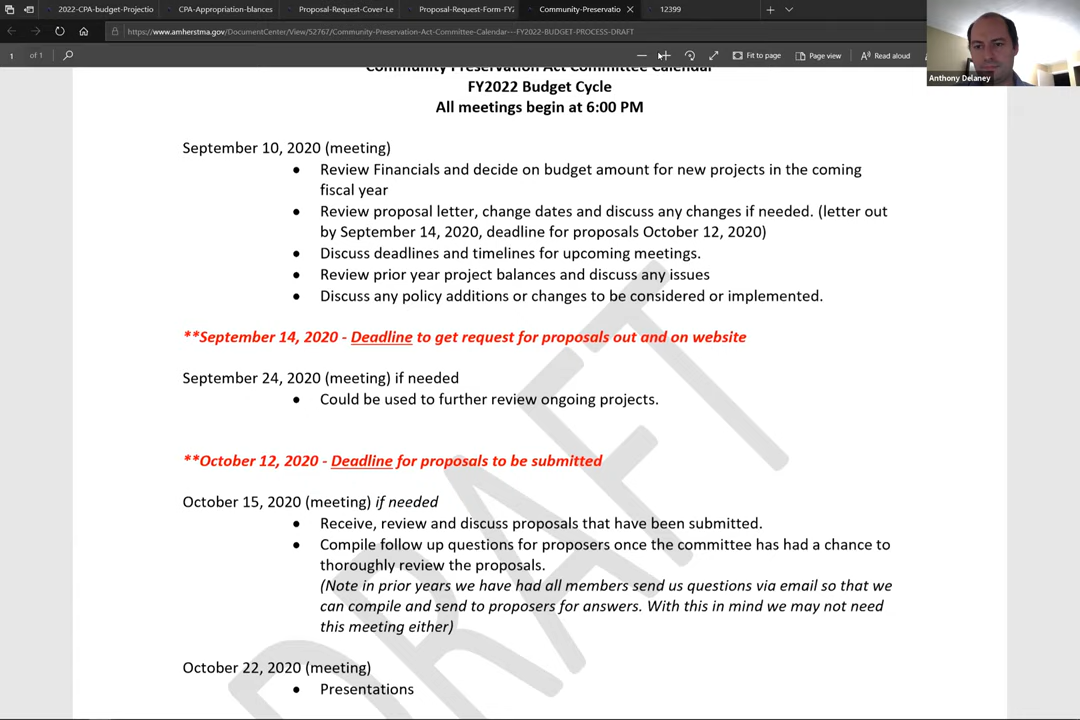 2022-CPA-budget-Projectio
CPA-Appropriation-blances
Proposal-Request-Cover-Le
Proposal-Request-Form-FY2
Community-Preservatio
12399
https://www.amherstma.gov/DocumentCenter/View/52767/Community-Preservation-Act-Committee-Calendar---FY2022-BUDGET-PROCESS-DRAFT
1 of 1
Fit to page
Page view
Read aloud
Anthony Delaney
Community Preservation Act Committee Calendar
FY2022 Budget Cycle
All meetings begin at 6:00 PM
September 10, 2020 (meeting)
• Review Financials and decide on budget amount for new projects in the coming
fiscal year
• Review proposal letter, change dates and discuss any changes if needed. (letter out
by September 14, 2020, deadline for proposals October 12, 2020)
• Discuss deadlines and timelines for upcoming meetings.
• Review prior year project balances and discuss any issues
• Discuss any policy additions or changes to be considered or implemented.
**September 14, 2020 - Deadline to get request for proposals out and on website
September 24, 2020 (meeting) if needed
• Could be used to further review ongoing projects.
**October 12, 2020 - Deadline for proposals to be submitted
October 15, 2020 (meeting) if needed
• Receive, review and discuss proposals that have been submitted.
• Compile follow up questions for proposers once the committee has had a chance to
thoroughly review the proposals.
(Note in prior years we have had all members send us questions via email so that we
can compile and send to proposers for answers. With this in mind we may not need
this meeting either)
October 22, 2020 (meeting)
• Presentations
DRAFT